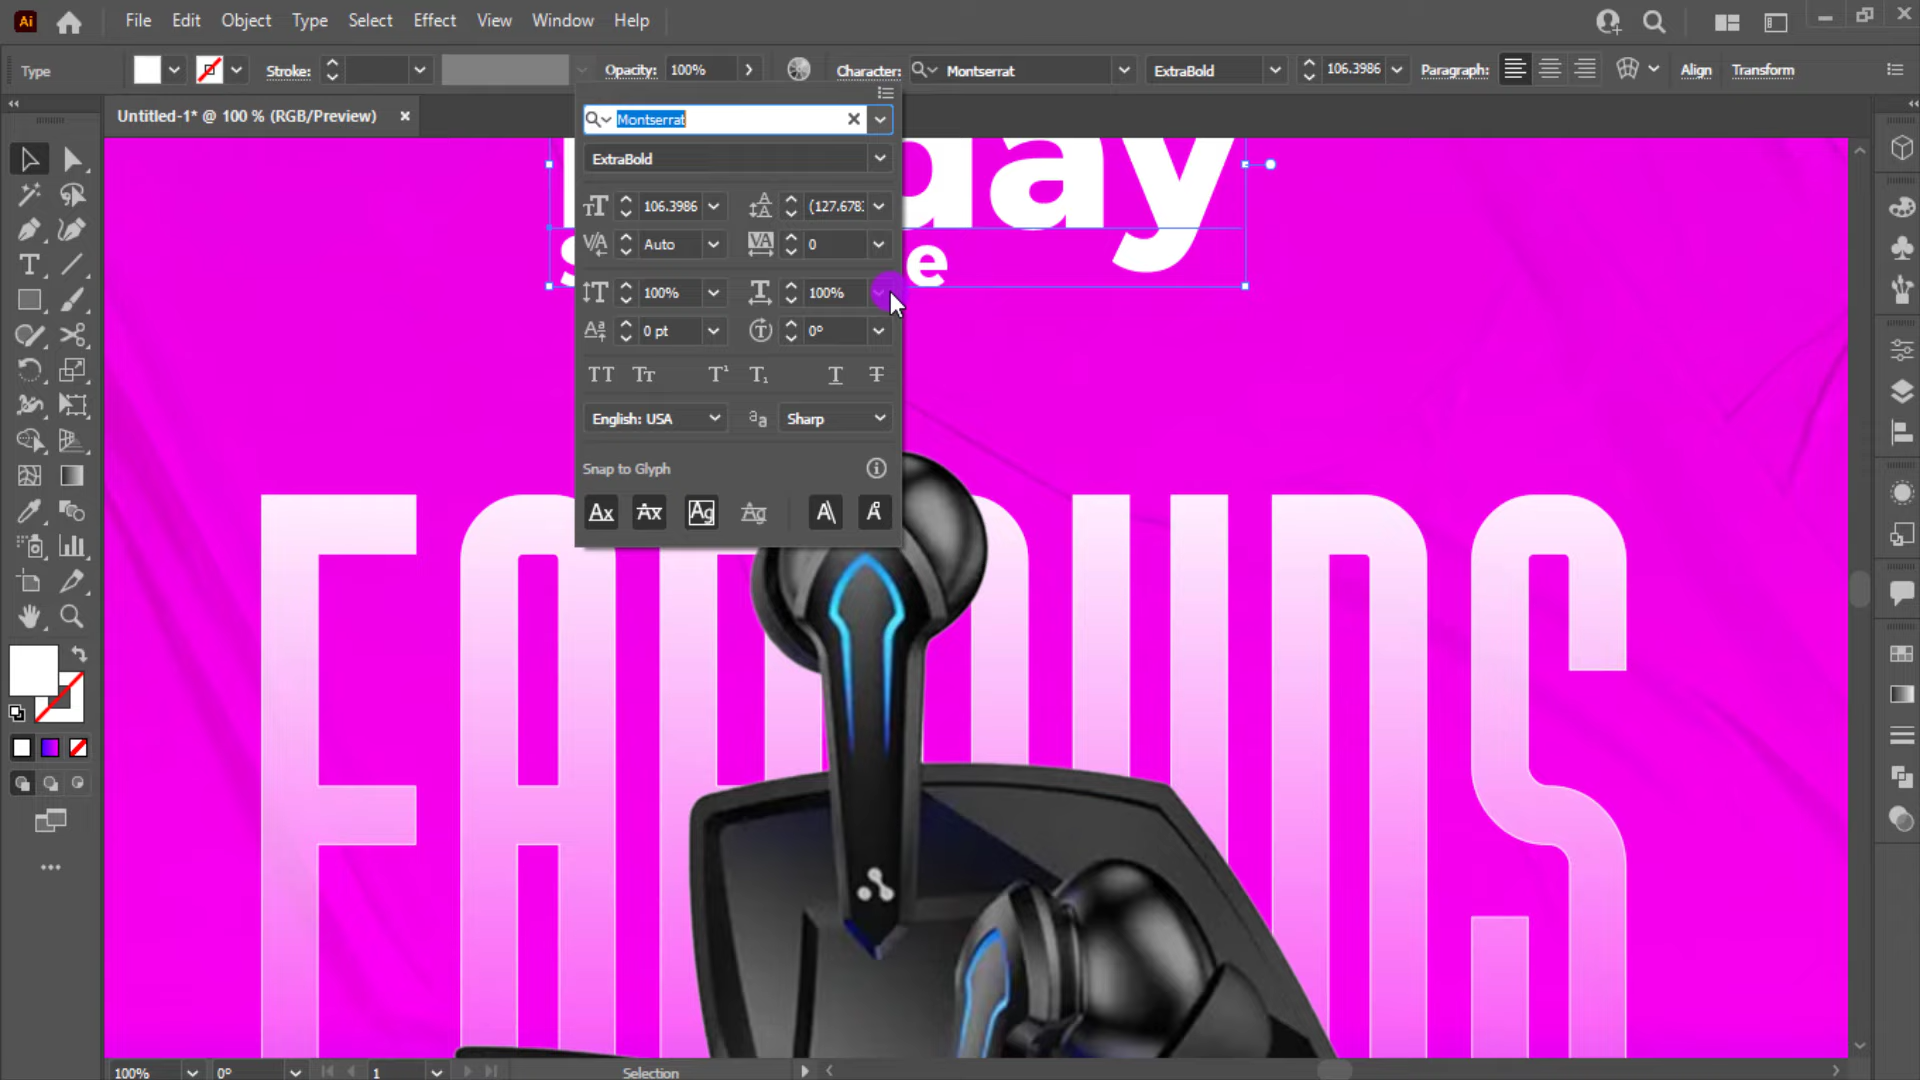 Ai File Edit Object Type Select Effect View Window Help
Type Stroke: Opacity: 100% Character: Montserrat ExtraBold 106.3986 Paragraph: Align Transform
Untitled-1* @ 100 % (RGB/Preview)
Montserrat
ExtraBold
106.3986 (127.678
Auto 0
100% 100%
0 pt 0°
English: USA Sharp
Snap to Glyph
day
e
EARBUDS
100% 0° 1 Selection